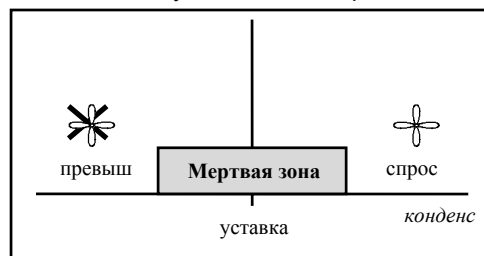 превыш
Мертвая зона
спрос
конденс
уставка